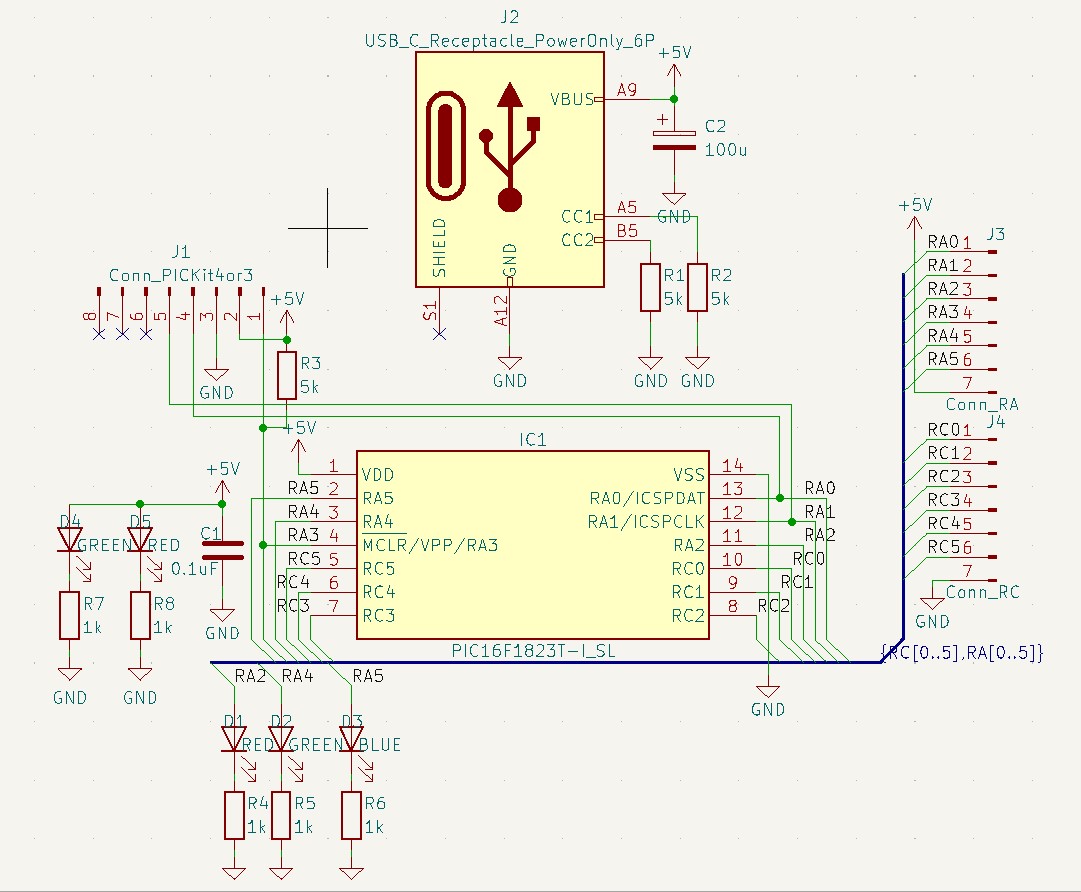 J2
USB_C_Receptacle_PowerOnly_6P
+5V
VBUS
A9
+
C2
100u
GND
CC1
A5
CC2
B5
SHIELD
S1
GND
A12
GND
R1
5k
R2
5k
GND
GND
J1
Conn_PICKit4or3
8
7
6
5
4
3
2
1
+5V
R3
5k
GND
+5V
IC1
1
VDD
RA5
2
RA5
RA4
3
RA4
RA3
4
MCLR/VPP/RA3
RC5
5
RC5
RC4
6
RC4
RC3
7
RC3
VSS
14
RA0/ICSPDAT
13
RA0
RA1/ICSPCLK
12
RA1
RA2
11
RA2
RC0
10
RC0
RC1
9
RC1
RC2
8
RC2
PIC16F1823T-I_SL
GND
+5V
D4
GREEN
D5
RED
C1
0.1uF
GND
R7
1k
R8
1k
GND
GND
RA2
RA4
RA5
D1
RED
D2
GREEN
D3
BLUE
R4
1k
R5
1k
R6
1k
+5V
J3
RA0 1
RA1 2
RA2 3
RA3 4
RA4 5
RA5 6
7
Conn_RA
J4
RC0 1
RC1 2
RC2 3
RC3 4
RC4 5
RC5 6
7
Conn_RC
GND
{RC[0..5],RA[0..5]}